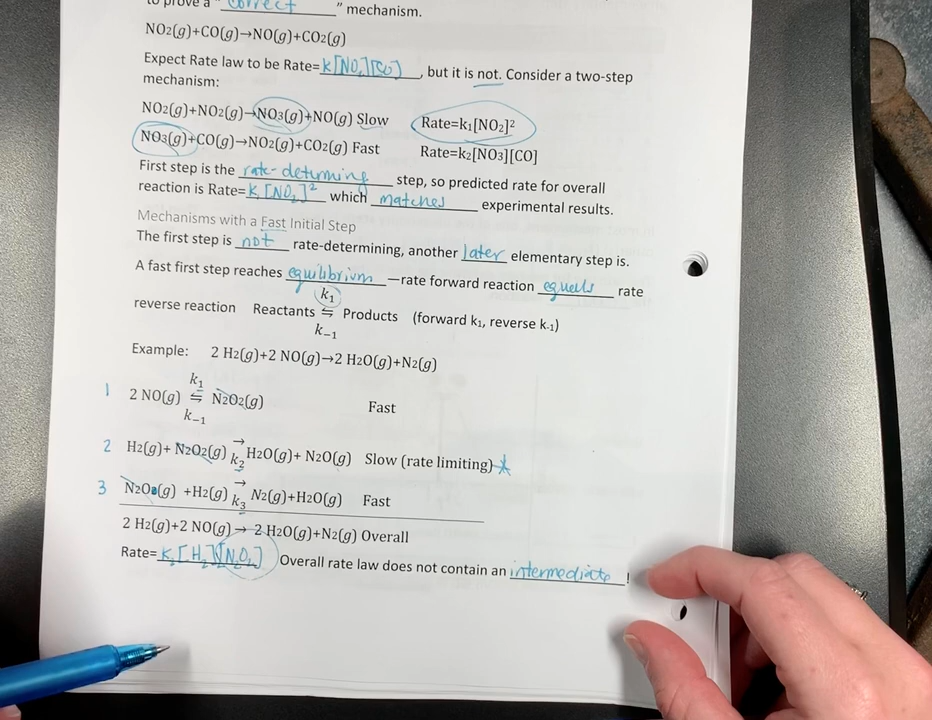 to prove a "correct" mechanism.
NO2(g)+CO(g)→NO(g)+CO2(g)
Expect Rate law to be Rate=k[NO2][CO], but it is not. Consider a two-step
mechanism:
NO2(g)+NO2(g)→NO3(g)+NO(g) Slow Rate=k1[NO2]²
NO3(g)+CO(g)→NO2(g)+CO2(g) Fast Rate=k2[NO3][CO]
First step is the rate-determing step, so predicted rate for overall
reaction is Rate=k1[NO2]² which matches experimental results.
Mechanisms with a Fast Initial Step
The first step is not rate-determining, another later elementary step is.
A fast first step reaches equilibrium—rate forward reaction equals rate
k1
reverse reaction Reactants ⇋ Products (forward k1, reverse k-1)
k−1
Example: 2 H2(g)+2 NO(g)→2 H2O(g)+N2(g)
k1
1 2 NO(g) ⇋ N2O2(g) Fast
k−1
2 H2(g)+ N2O2(g) → H2O(g)+ N2O(g) Slow (rate limiting)*
k2
3 N2O(g) +H2(g) → N2(g)+H2O(g) Fast
k3
2 H2(g)+2 NO(g) → 2 H2O(g)+N2(g) Overall
Rate=k2[H2][N2O2] Overall rate law does not contain an intermediate!